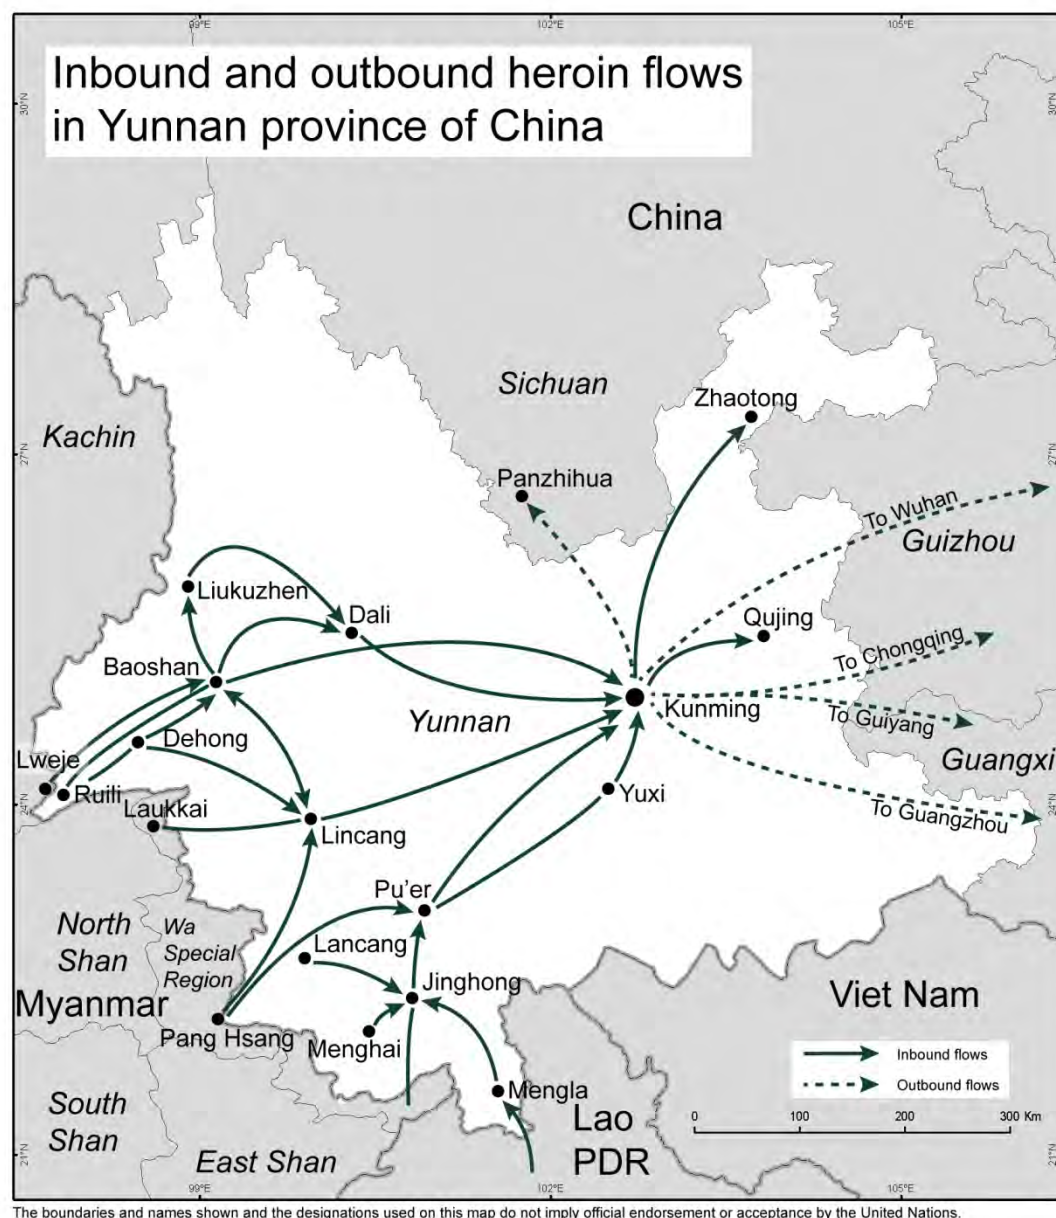 99°E
102°E
105°E
Inbound and outbound heroin flows
in Yunnan province of China
30°N
30°N
China
Sichuan
Zhaotong
Kachin
27°N
27°N
Panzhihua
To Wuhan
Guizhou
Liukuzhen
Dali
Qujing
To Chongqing
Baoshan
Yunnan
Kunming
To Guiyang
Dehong
Guangxi
Lweje
24°N
Ruili
Yuxi
24°N
Laukkai
Lincang
To Guangzhou
Pu'er
North
Shan
Wa
Special
Region
Lancang
Jinghong
Myanmar
Viet Nam
Pang Hsang
Menghai
Inbound flows
Outbound flows
Mengla
South
Shan
Lao
PDR
0 100 200 300 Km
East Shan
21°N
21°N
99°E
102°E
105°E
The boundaries and names shown and the designations used on this map do not imply official endorsement or acceptance by the United Nations.